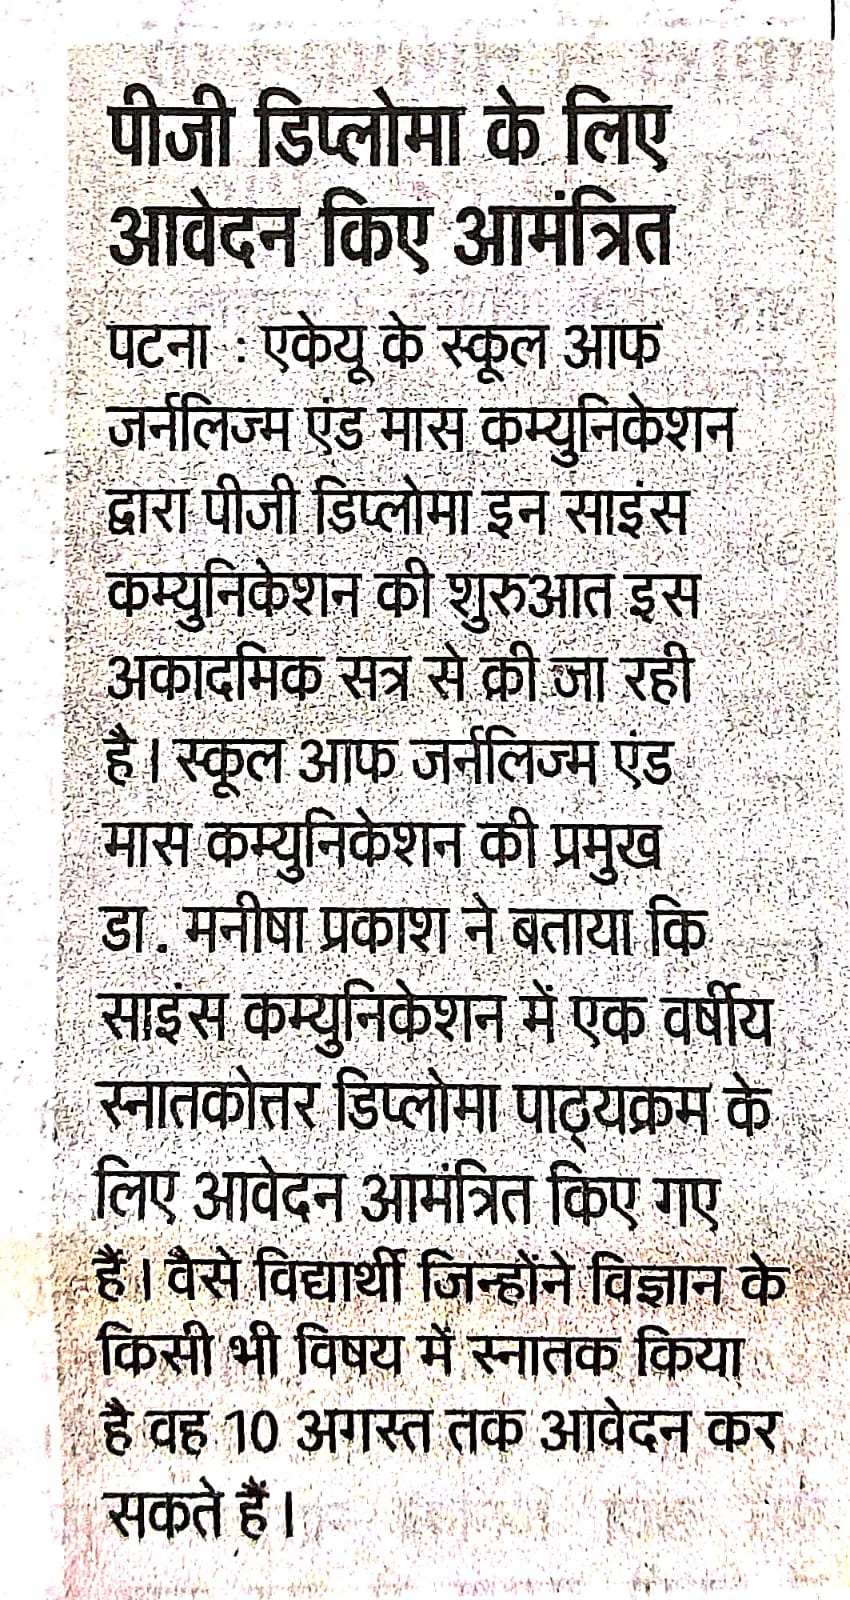 पीजी डिप्लोमा के लिए
आवेदन किए आमंत्रित
पटना : एकेयू के स्कूल आफ
जर्नलिज्म एंड मास कम्युनिकेशन
द्वारा पीजी डिप्लोमा इन साइंस
कम्युनिकेशन की शुरुआत इस
अकादमिक सत्र से की जा रही
है। स्कूल आफ जर्नलिज्म एंड
मास कम्युनिकेशन की प्रमुख
डा. मनीषा प्रकाश ने बताया कि
साइंस कम्युनिकेशन में एक वर्षीय
स्नातकोत्तर डिप्लोमा पाठ्यक्रम के
लिए आवेदन आमंत्रित किए गए
हैं। वैसे विद्यार्थी जिन्होंने विज्ञान के
किसी भी विषय में स्नातक किया
है वह 10 अगस्त तक आवेदन कर
सकते हैं।